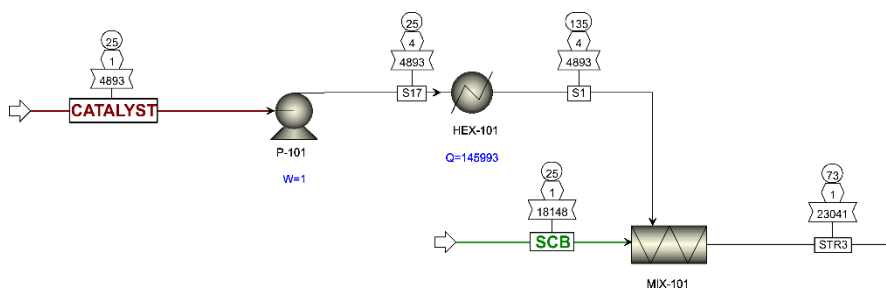 25
1
4893
CATALYST
P-101
W=1
25
4
4893
S17
HEX-101
Q=145993
135
4
4893
S1
25
1
18148
SCB
MIX-101
73
1
23041
STR3